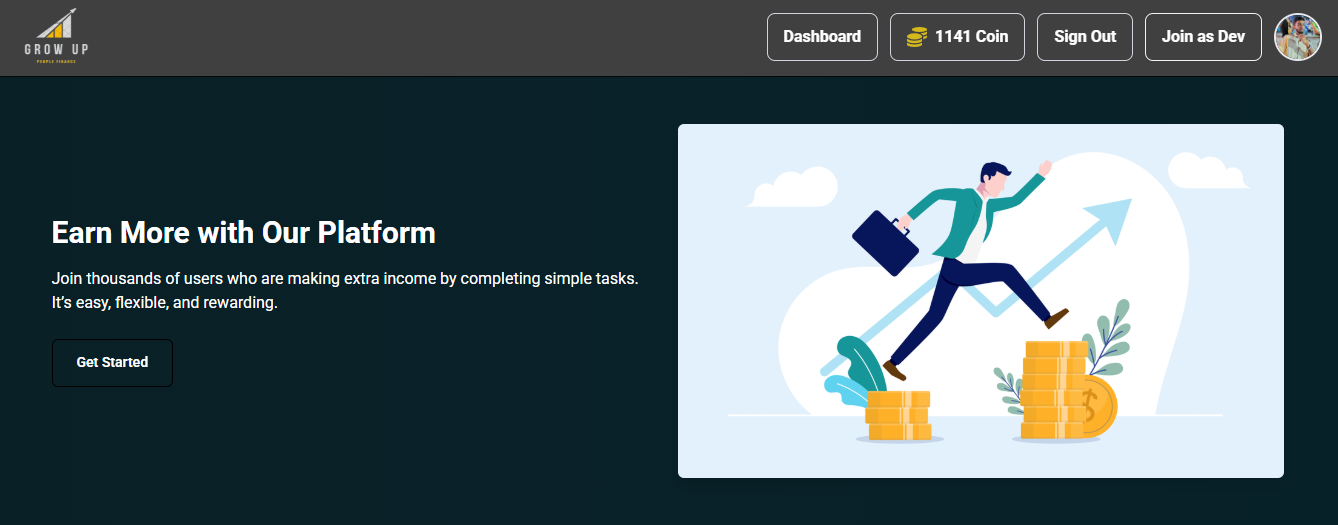 GROW UP
PEOPLE FINANCE
Dashboard
1141 Coin
Sign Out
Join as Dev
Earn More with Our Platform
Join thousands of users who are making extra income by completing simple tasks.
It’s easy, flexible, and rewarding.
Get Started
$